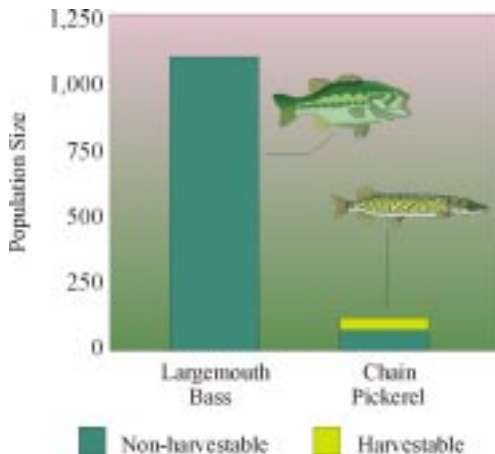 1,250
1,000
750
500
250
0
Population Size
Largemouth
Bass
Chain
Pickerel
Non-harvestable
Harvestable